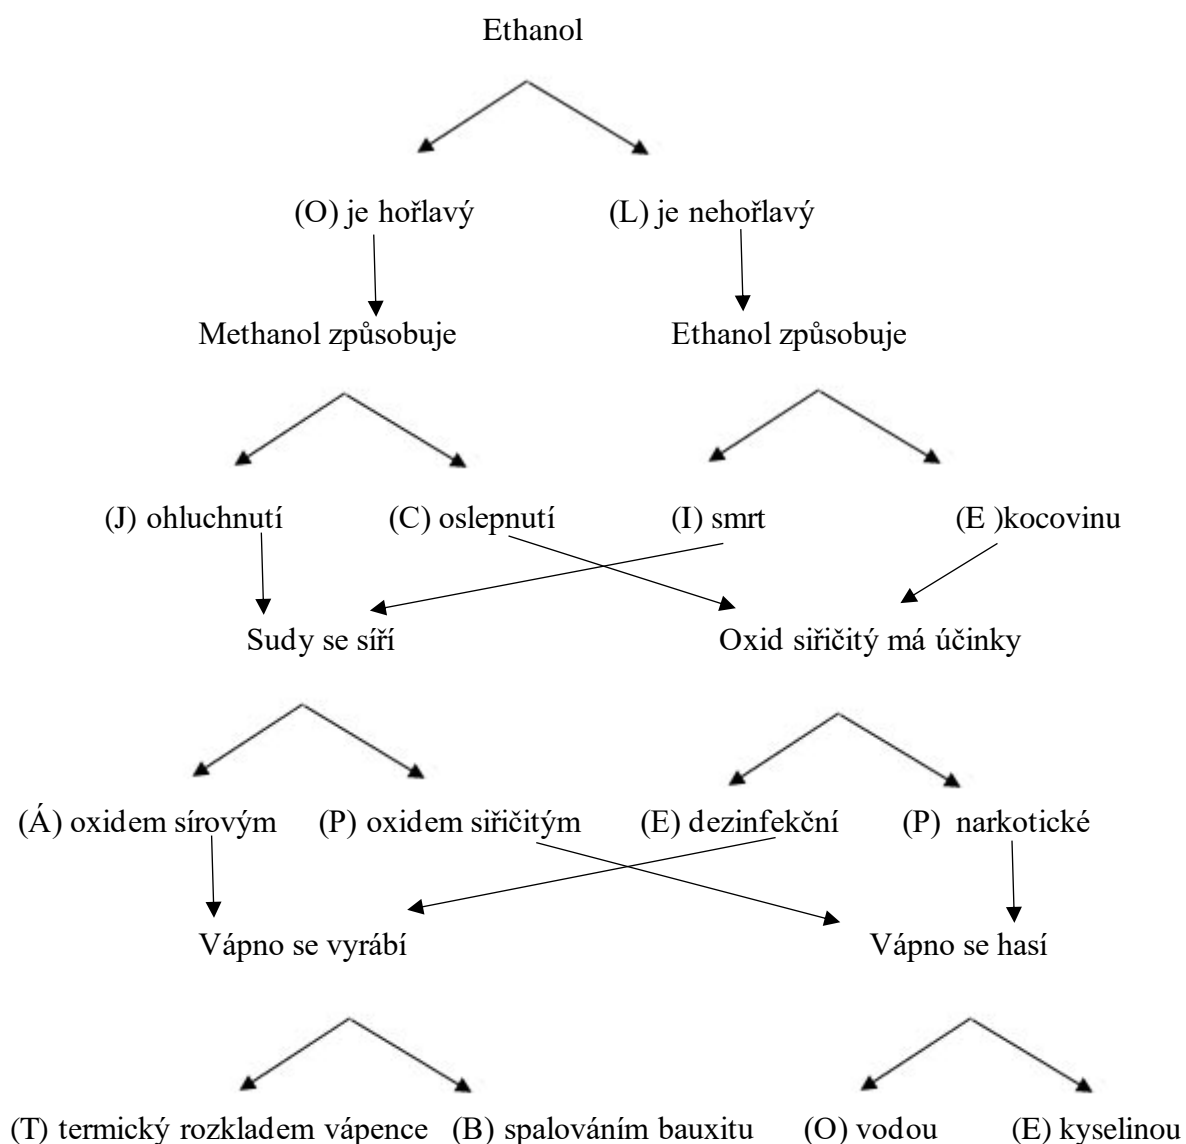 Ethanol
(O) je hořlavý (L) je nehořlavý
Methanol způsobuje Ethanol způsobuje
(J) ohluchnutí (C) oslepnutí (I) smrt (E )kocovinu
Sudy se síří Oxid siřičitý má účinky
(Á) oxidem sírovým (P) oxidem siřičitým (E) dezinfekční (P) narkotické
Vápno se vyrábí Vápno se hasí
(T) termický rozkladem vápence (B) spalováním bauxitu (O) vodou (E) kyselinou